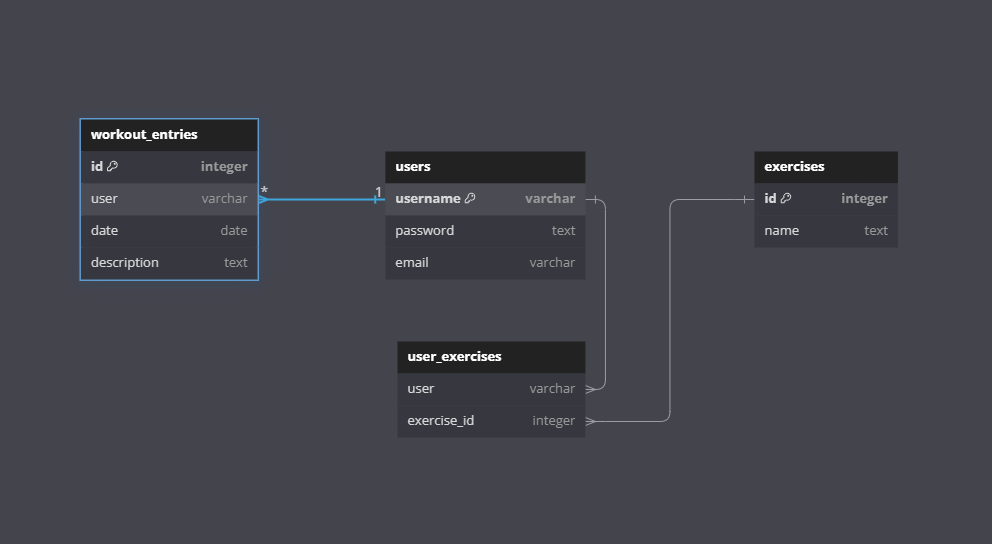 workout_entries
id integer
user varchar
date date
description text
* 1
users
username varchar
password text
email varchar
exercises
id integer
name text
user_exercises
user varchar
exercise_id integer